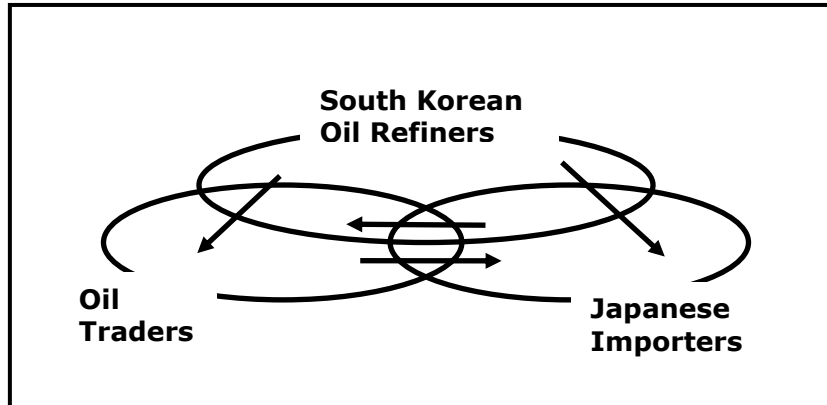 South Korean
Oil Refiners
Oil
Traders
Japanese
Importers